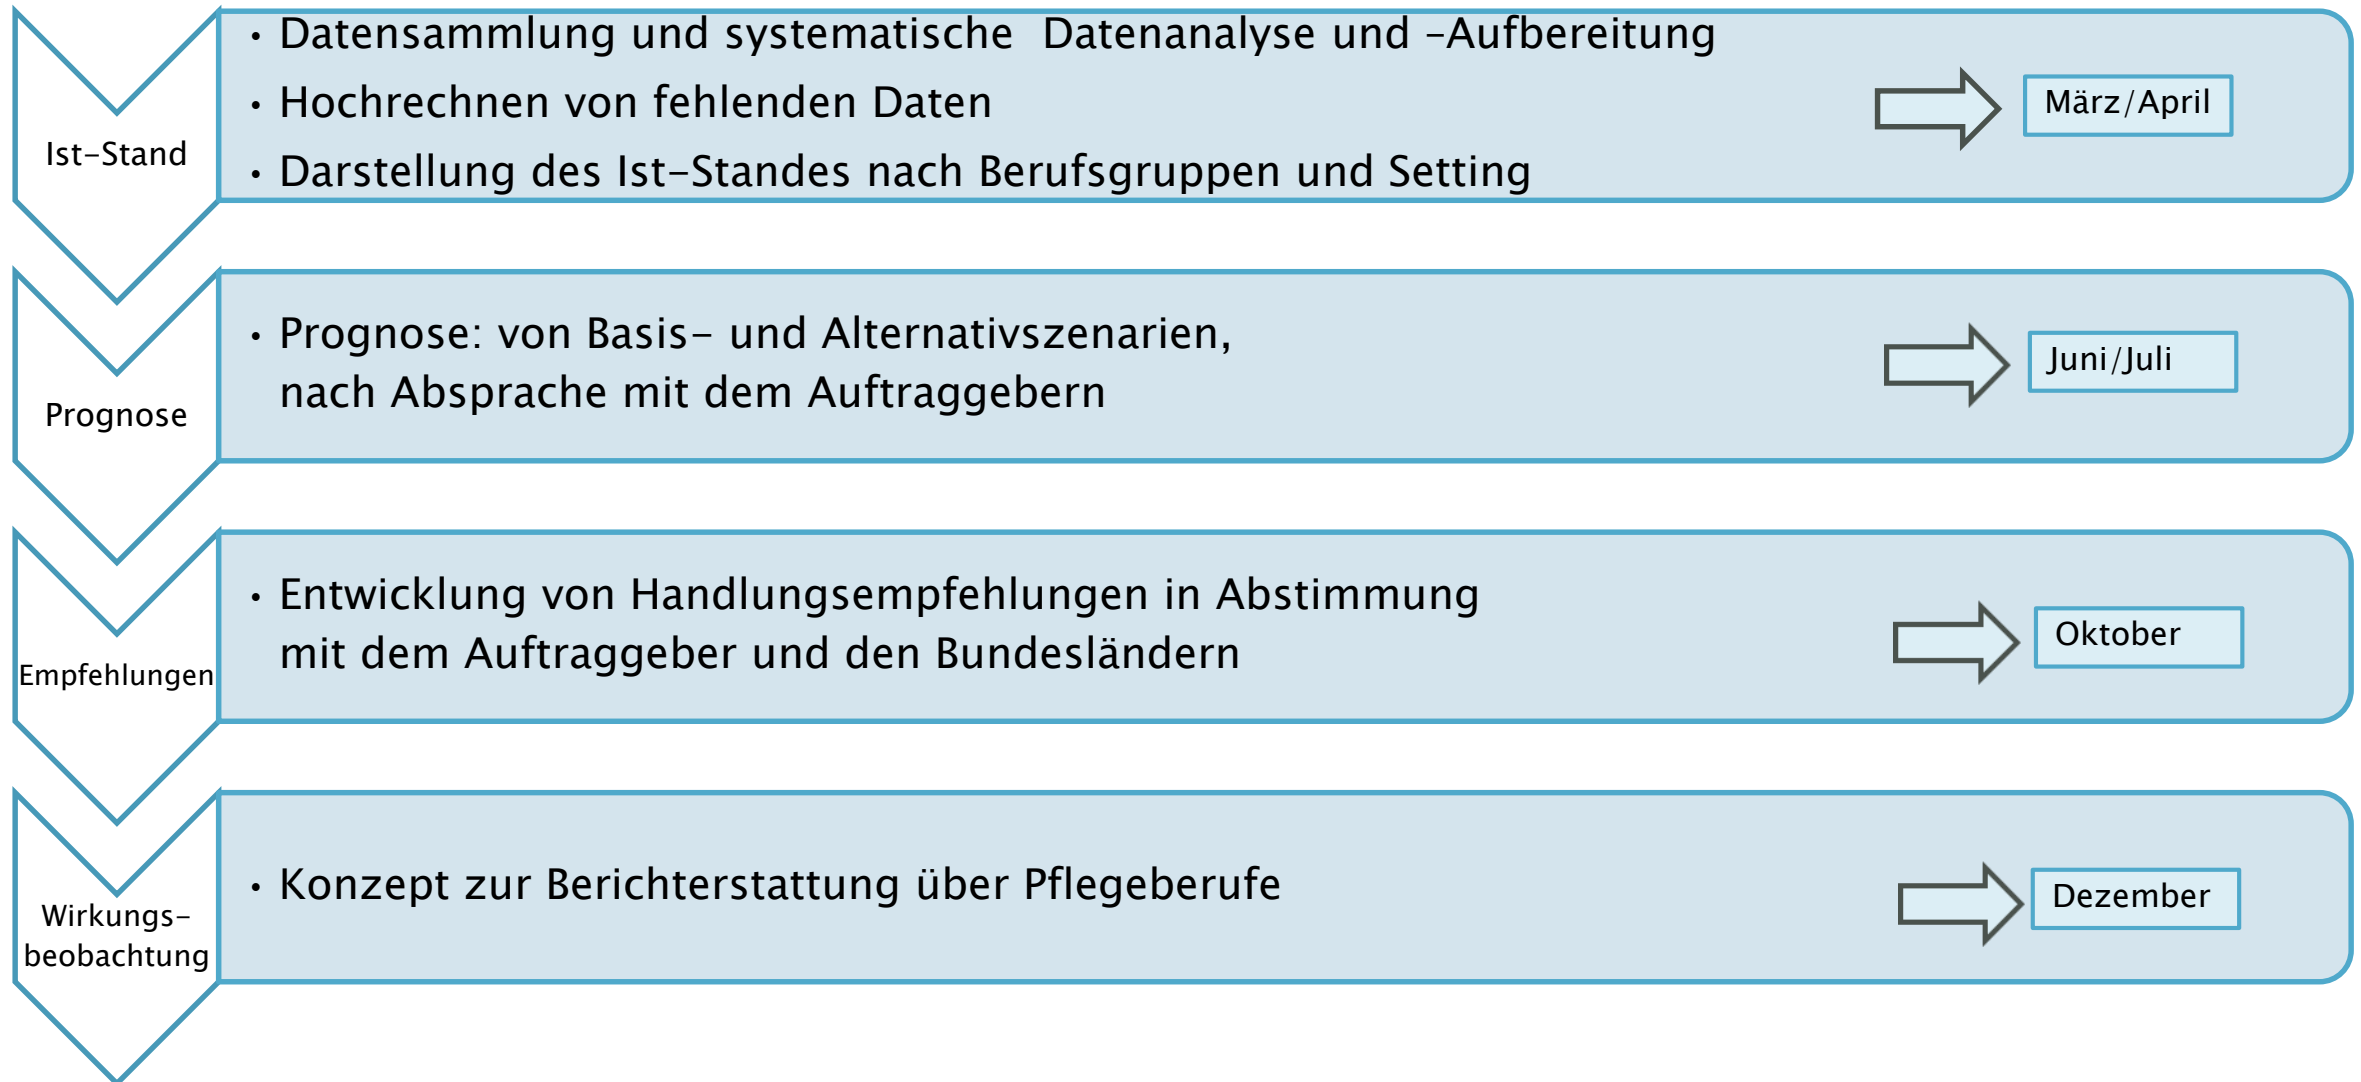 Ist-Stand
• Datensammlung und systematische  Datenanalyse und -Aufbereitung
• Hochrechnen von fehlenden Daten
• Darstellung des Ist-Standes nach Berufsgruppen und Setting
März/April
Prognose
• Prognose: von Basis- und Alternativszenarien,
nach Absprache mit dem Auftraggebern
Juni/Juli
Empfehlungen
• Entwicklung von Handlungsempfehlungen in Abstimmung
mit dem Auftraggeber und den Bundesländern
Oktober
Wirkungs-
beobachtung
• Konzept zur Berichterstattung über Pflegeberufe
Dezember